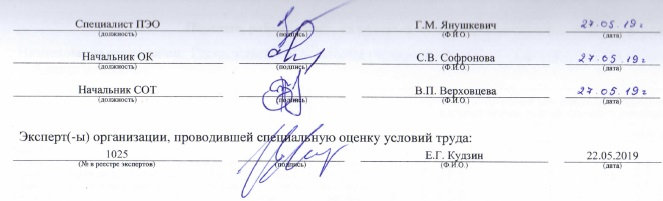 Специалист ПЭО Г.М. Янушкевич 27.05.19г
(должность) (подпись) (Ф.И.О.) (дата)
Начальник ОК С.В. Софронова 27.05.19г
(должность) (подпись) (Ф.И.О.) (дата)
Начальник СОТ В.П. Верховцева 27.05.19г
(должность) (подпись) (Ф.И.О.) (дата)
Эксперт(-ы) организации, проводившей специальную оценку условий труда:
1025 Е.Г. Кудзин 22.05.2019
(№ в реестре экспертов) (подпись) (Ф.И.О.) (дата)